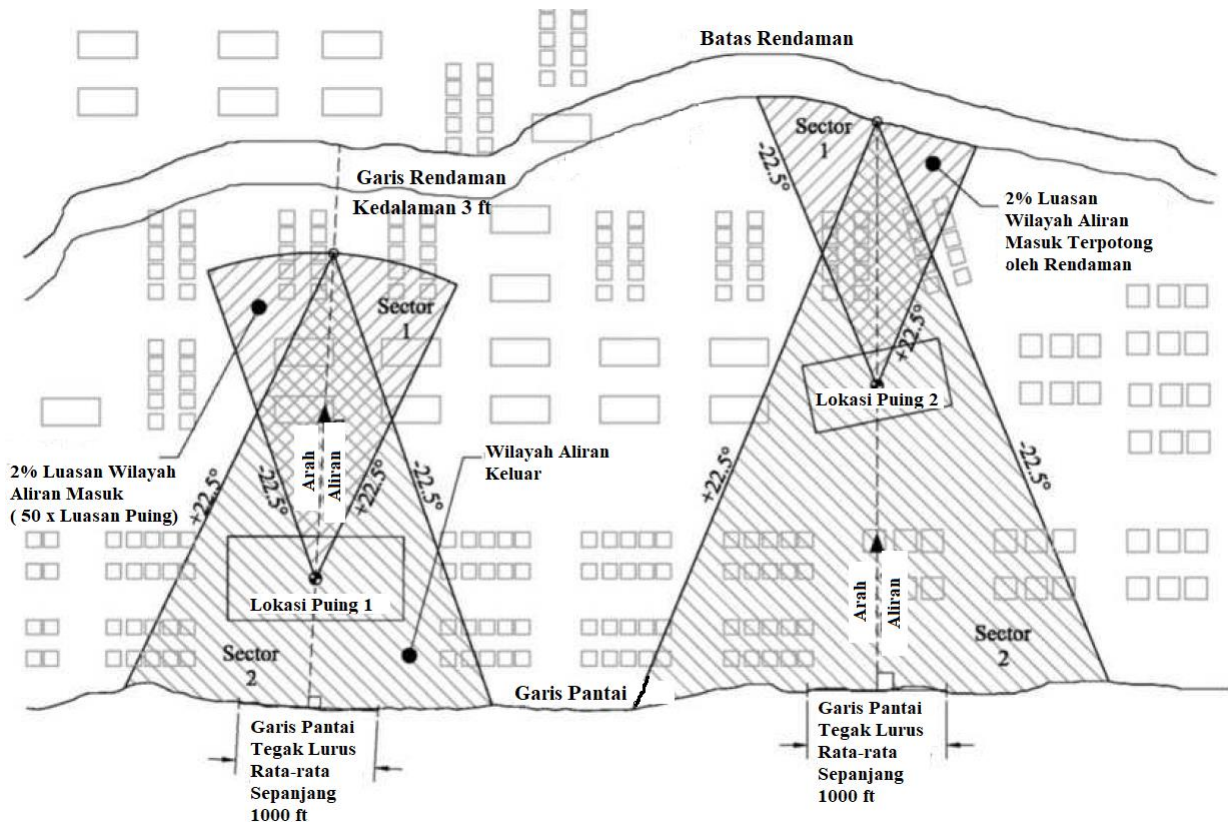 Batas Rendaman
Sector
1
-22.5°
Garis Rendaman
Kedalaman 3 ft
2% Luasan
Wilayah Aliran
Masuk Terpotong
oleh Rendaman
Sector
1
+22.5°
Lokasi Puing 2
2% Luasan Wilayah
Aliran Masuk
( 50 x Luasan Puing)
+22.5°
-22.5°
Arah
Aliran
+22.5°
-22.5°
Wilayah Aliran
Keluar
+22.5°
-22.5°
Lokasi Puing 1
Arah
Aliran
Sector
2
Sector
2
Garis Pantai
Garis Pantai
Tegak Lurus
Rata-rata
Sepanjang
1000 ft
Garis Pantai
Tegak Lurus
Rata-rata
Sepanjang
1000 ft